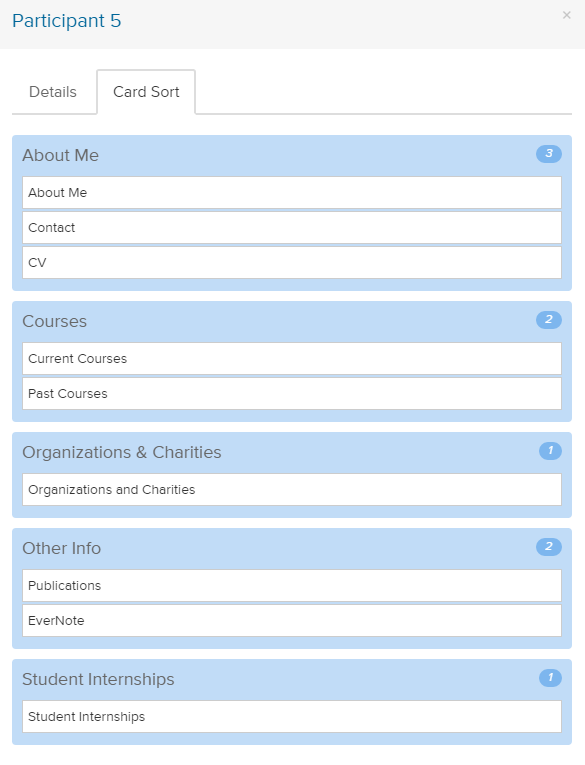 Participant 5
×
Details
Card Sort
About Me
3
About Me
Contact
CV
Courses
2
Current Courses
Past Courses
Organizations & Charities
1
Organizations and Charities
Other Info
2
Publications
EverNote
Student Internships
1
Student Internships